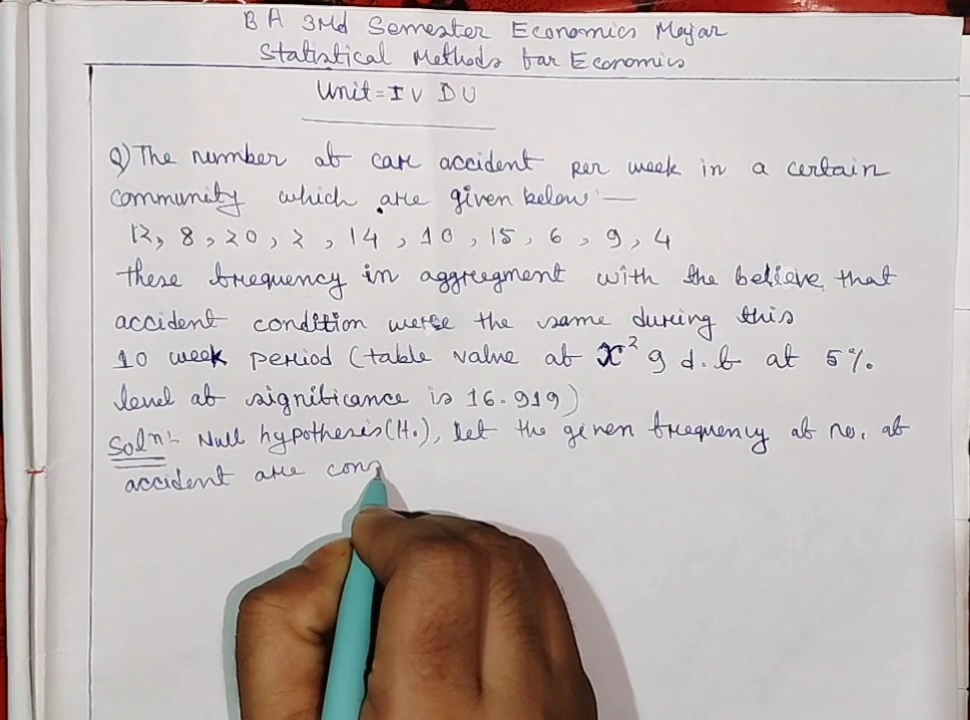 BA 3rd Semester Economics Major
Statistical Methods for Economics
Unit = IV DU
Q) The number of car accident per week in a certain
community which are given below :—
12, 8, 20, 2, 14, 10, 15, 6, 9, 4
these frequency in aggreegment with the believe that
accident condition were the same during this
10 week period (table value of x² 9 d.f at 5%.
level of significance is 16.919)
Solⁿ:- Null hypothesis (H₀), let the given frequency of no. of
accident are cons